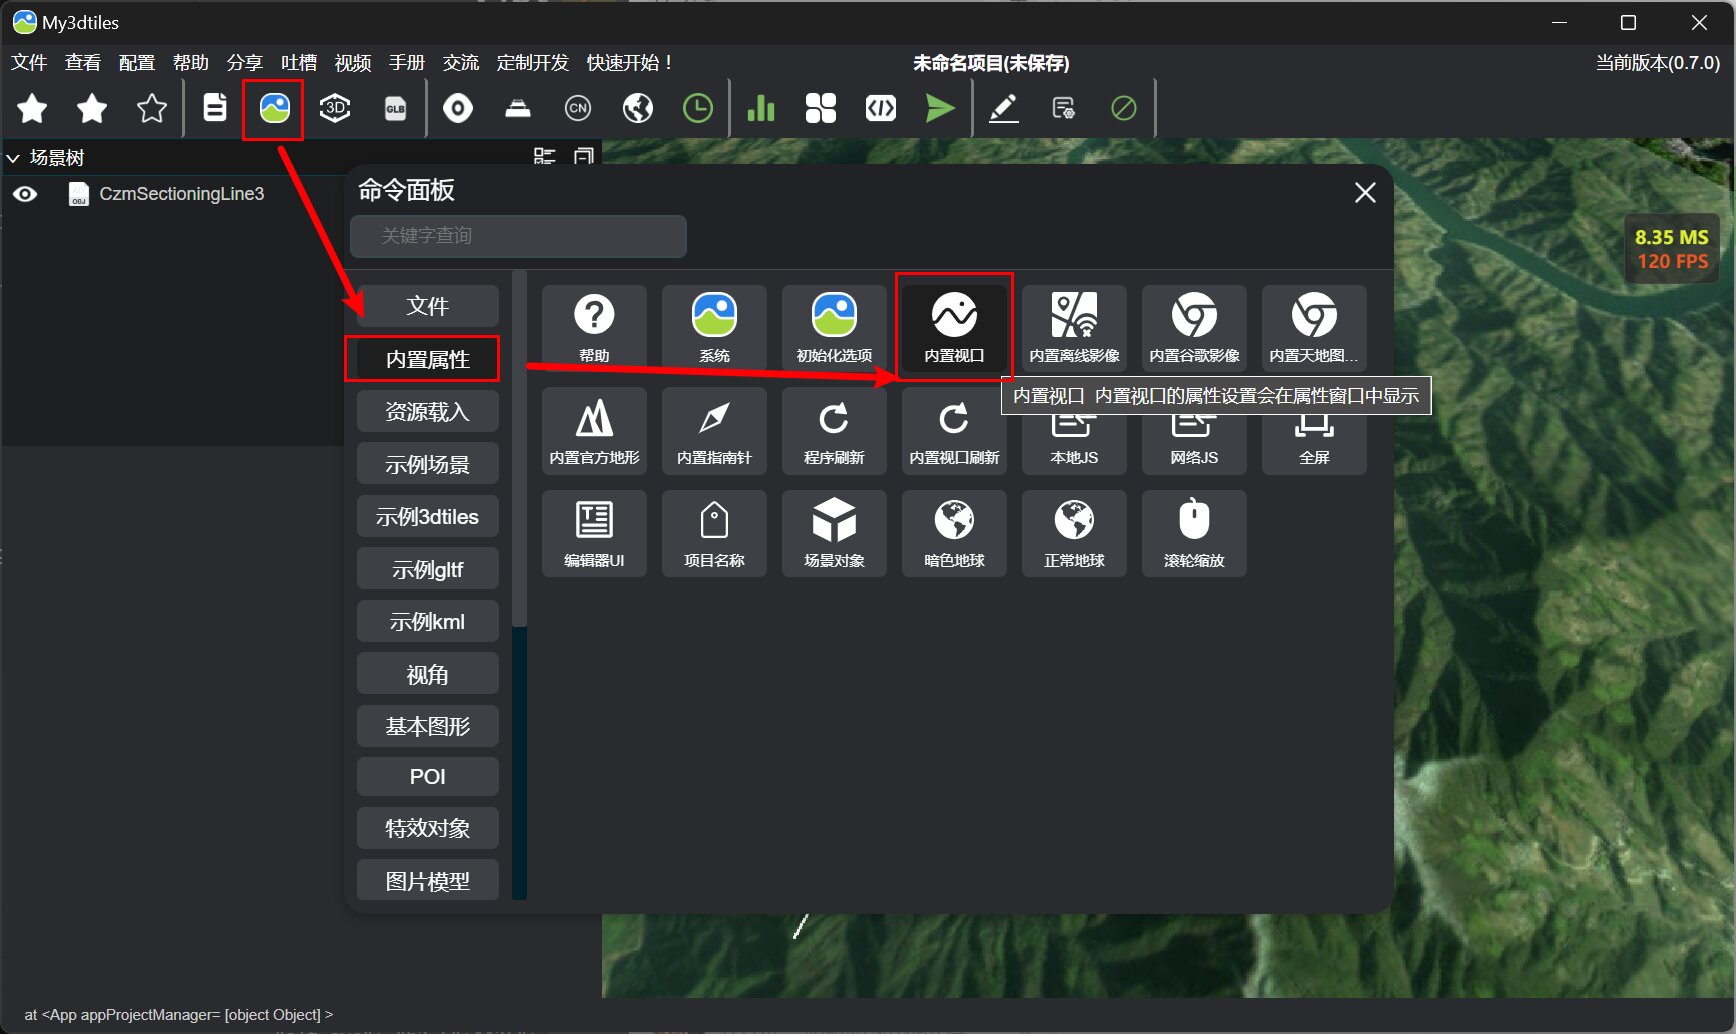 My3dtiles
文件 查看 配置 帮助 分享 吐槽 视频 手册 交流 定制开发 快速开始！ 未命名项目(未保存) 当前版本(0.7.0)
3D GLB CN
场景树
OBJ CzmSectioningLine3
命令面板
关键字查询
8.35 MS
120 FPS
文件
内置属性
资源载入
示例场景
示例3dtiles
示例gltf
示例kml
视角
基本图形
POI
特效对象
图片模型
帮助 系统 初始化选项 内置视口 内置离线影像 内置谷歌影像 内置天地图...
内置视口 内置视口的属性设置会在属性窗口中显示
内置官方地形 内置指南针 程序刷新 内置视口刷新 本地JS 网络JS 全屏
编辑器UI 项目名称 场景对象 暗色地球 正常地球 滚轮缩放
at <App appProjectManager= [object Object] >